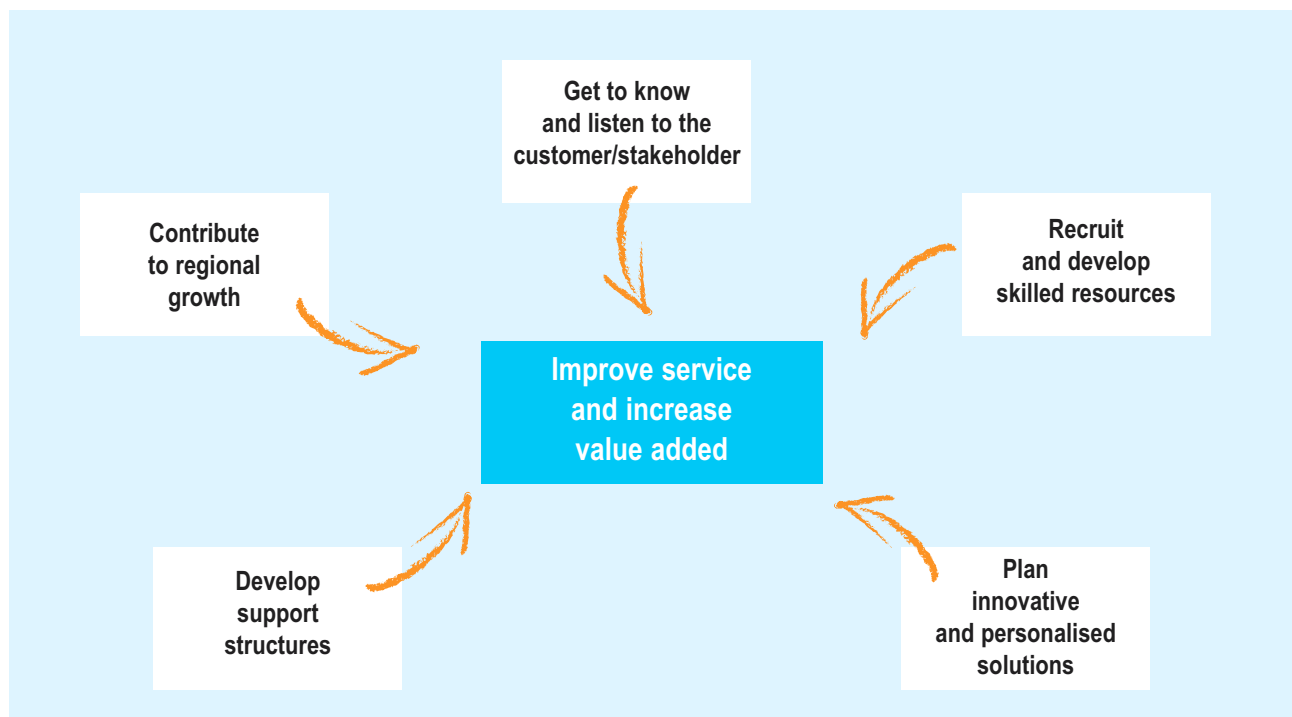 Get to know
and listen to the
customer/stakeholder
Contribute
to regional
growth
Recruit
and develop
skilled resources
Improve service
and increase
value added
Develop
support
structures
Plan
innovative
and personalised
solutions